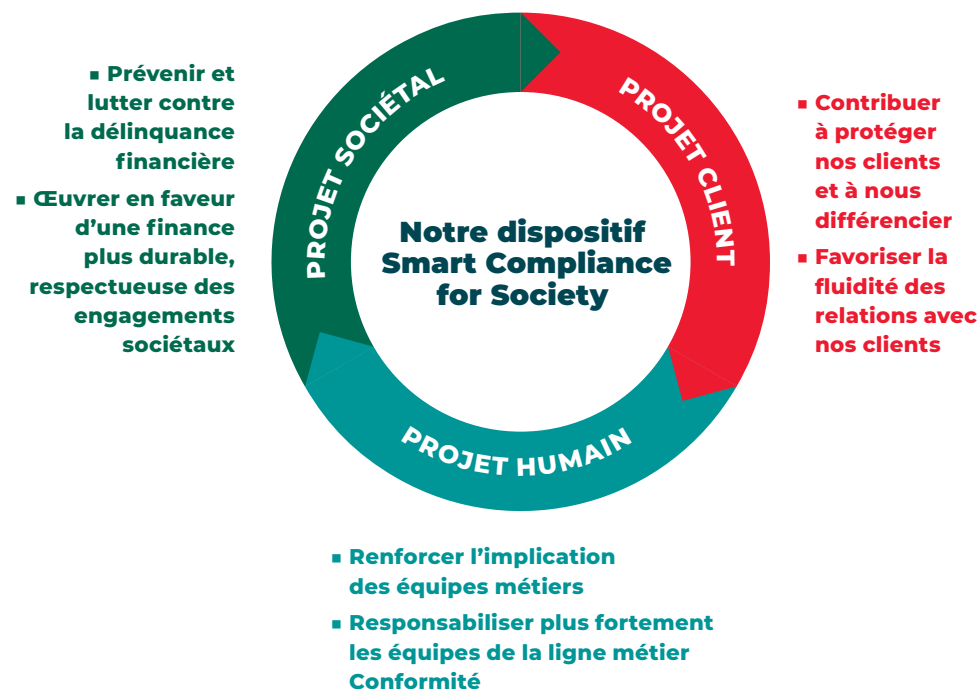 PROJET SOCIÉTAL
■ Prévenir et
lutter contre
la délinquance
financière
■ Œuvrer en faveur
d’une finance
plus durable,
respectueuse des
engagements
sociétaux
Notre dispositif
Smart Compliance
for Society
PROJET CLIENT
■ Contribuer
à protéger
nos clients
et à nous
différencier
■ Favoriser la
fluidité des
relations avec
nos clients
PROJET HUMAIN
■ Renforcer l’implication
des équipes métiers
■ Responsabiliser plus fortement
les équipes de la ligne métier
Conformité